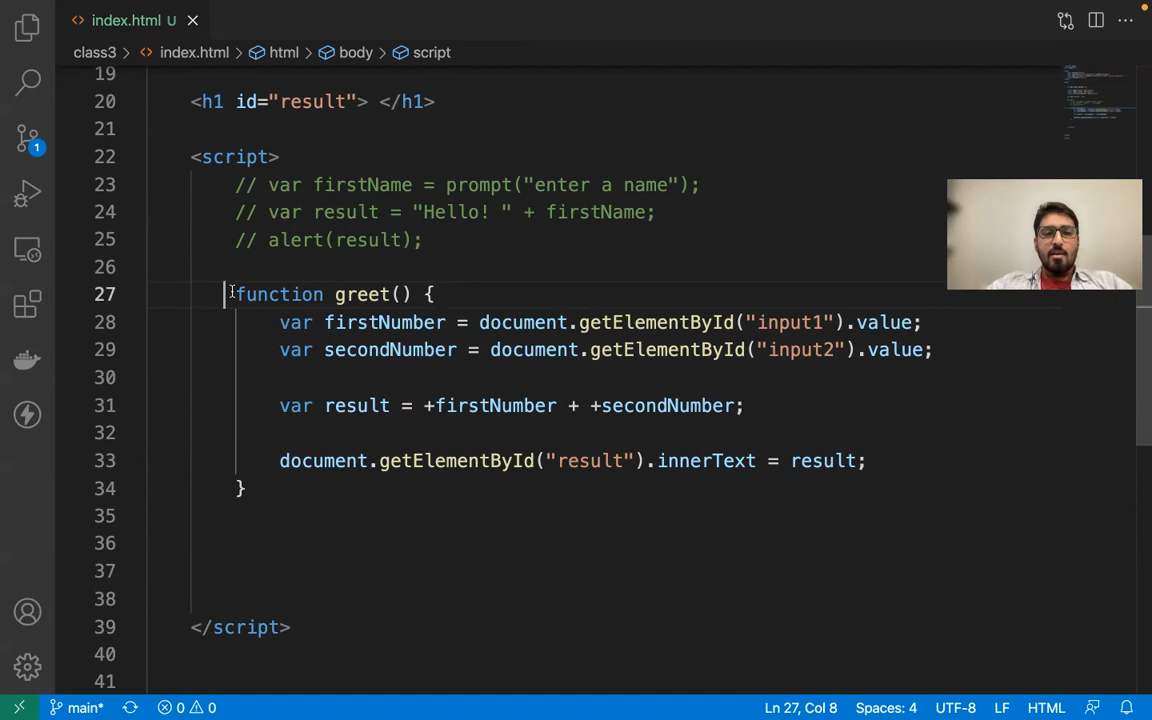 index.html U
class3 > index.html > html > body > script
19
20 <h1 id="result"> </h1>
21
22 <script>
23 // var firstName = prompt("enter a name");
24 // var result = "Hello! " + firstName;
25 // alert(result);
26
27 function greet() {
28 var firstNumber = document.getElementById("input1").value;
29 var secondNumber = document.getElementById("input2").value;
30
31 var result = +firstNumber + +secondNumber;
32
33 document.getElementById("result").innerText = result;
34 }
35
36
37
38
39 </script>
40
41
1
main* 0 0 Ln 27, Col 8 Spaces: 4 UTF-8 LF HTML